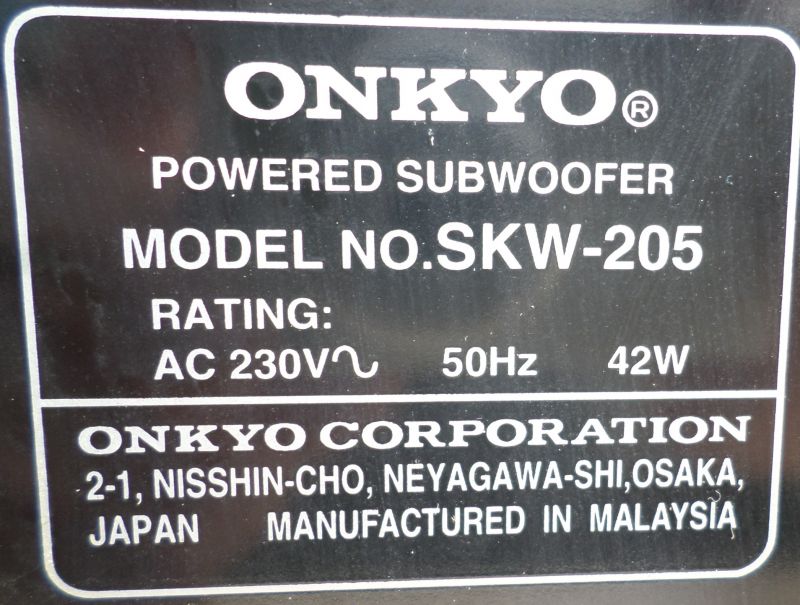 ONKYO®
POWERED SUBWOOFER
MODEL NO.SKW-205
RATING:
AC 230V∿ 50Hz 42W
ONKYO CORPORATION
2-1, NISSHIN-CHO, NEYAGAWA-SHI,OSAKA,
JAPAN MANUFACTURED IN MALAYSIA